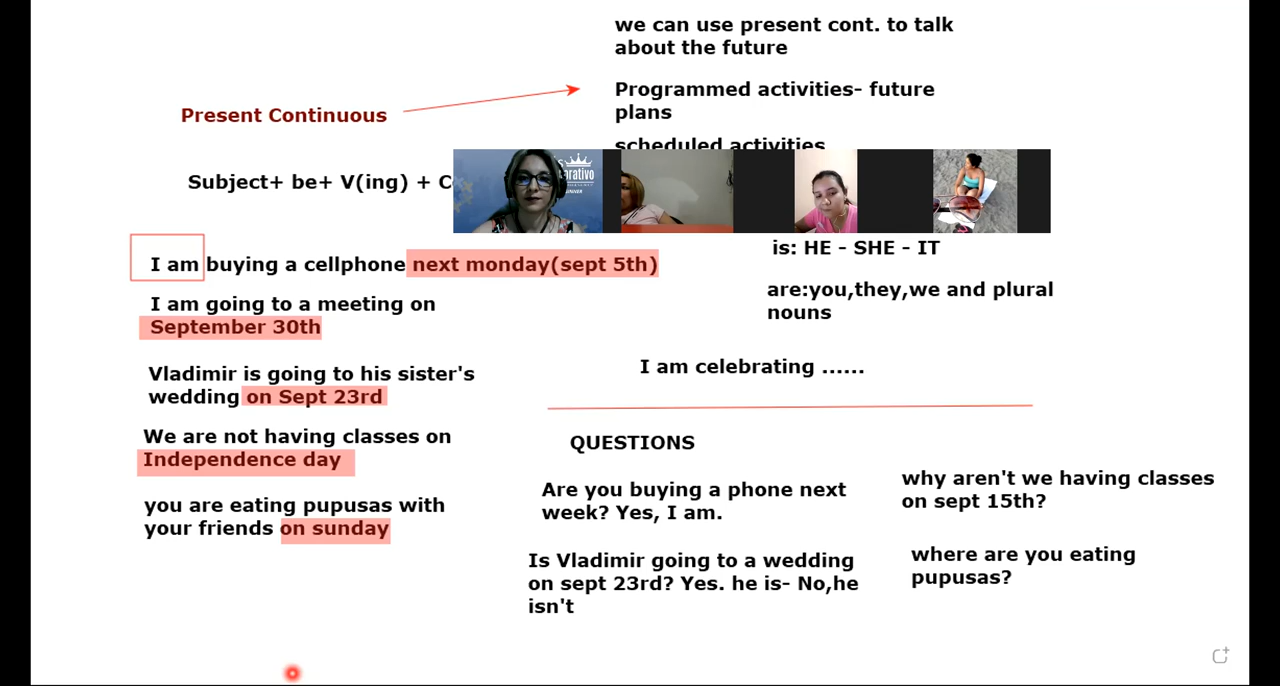 we can use present cont. to talk
about the future
Programmed activities- future
plans
scheduled activities
Present Continuous
Subject+ be+ V(ing) +
is: HE - SHE - IT
are:you,they,we and plural
nouns
I am buying a cellphone next monday(sept 5th)
I am going to a meeting on
September 30th
Vladimir is going to his sister's
wedding on Sept 23rd
We are not having classes on
Independence day
you are eating pupusas with
your friends on sunday
I am celebrating ......
QUESTIONS
Are you buying a phone next
week? Yes, I am.
Is Vladimir going to a wedding
on sept 23rd? Yes. he is- No,he
isn't
why aren't we having classes
on sept 15th?
where are you eating
pupusas?